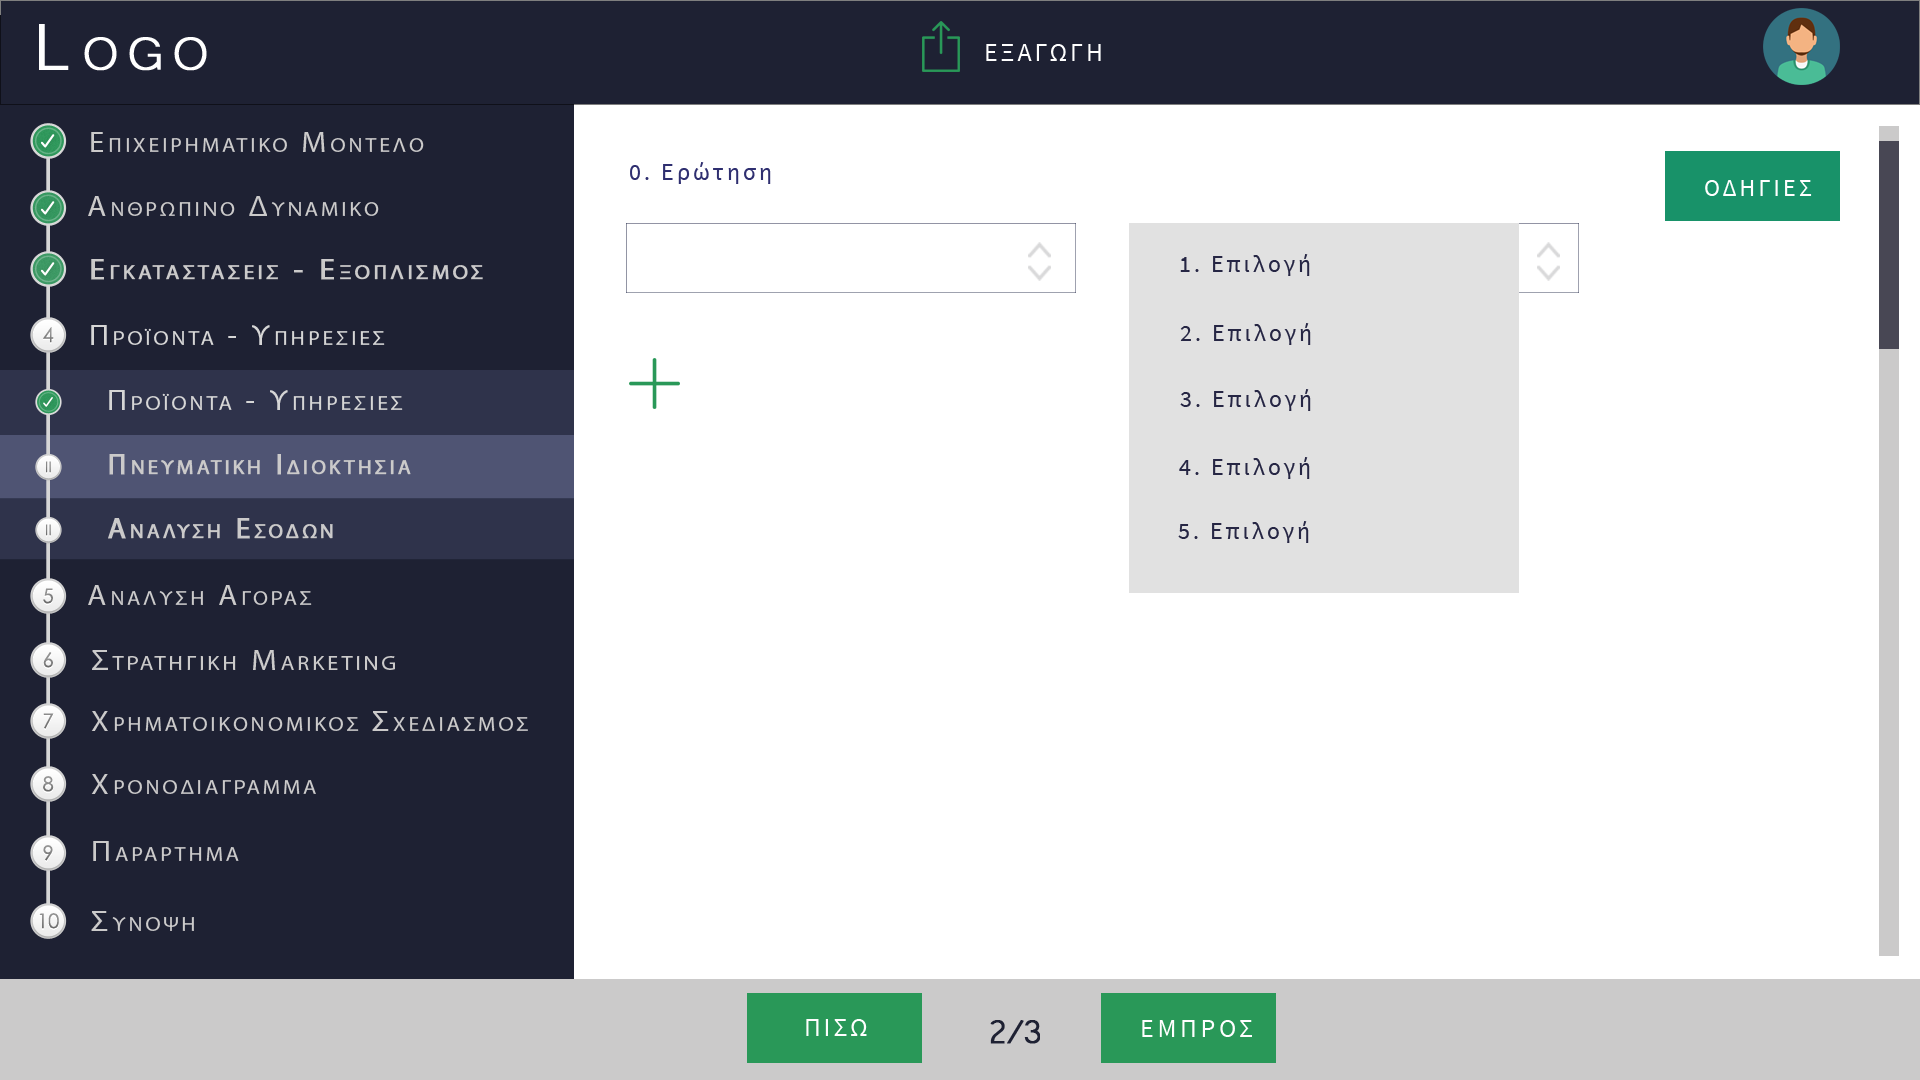 Logo
ΕΞΑΓΩΓΗ
Επιχειρηματικο Μοντελο
Ανθρωπινο Δυναμικο
Εγκαταστασεις - Εξοπλισμος
4 Προϊοντα - Υπηρεσιες
Προϊοντα - Υπηρεσιες
II Πνευματικη Ιδιοκτησια
II Αναλυση Εσοδων
5 Αναλυση Αγορας
6 Στρατηγικη Marketing
7 Χρηματοικονομικος Σχεδιασμος
8 Χρονοδιαγραμμα
9 Παραρτημα
10 Συνοψη
0. Ερώτηση
ΟΔΗΓΙΕΣ
1. Επιλογή
2. Επιλογή
3. Επιλογή
4. Επιλογή
5. Επιλογή
ΠΙΣΩ
2/3
ΕΜΠΡΟΣ